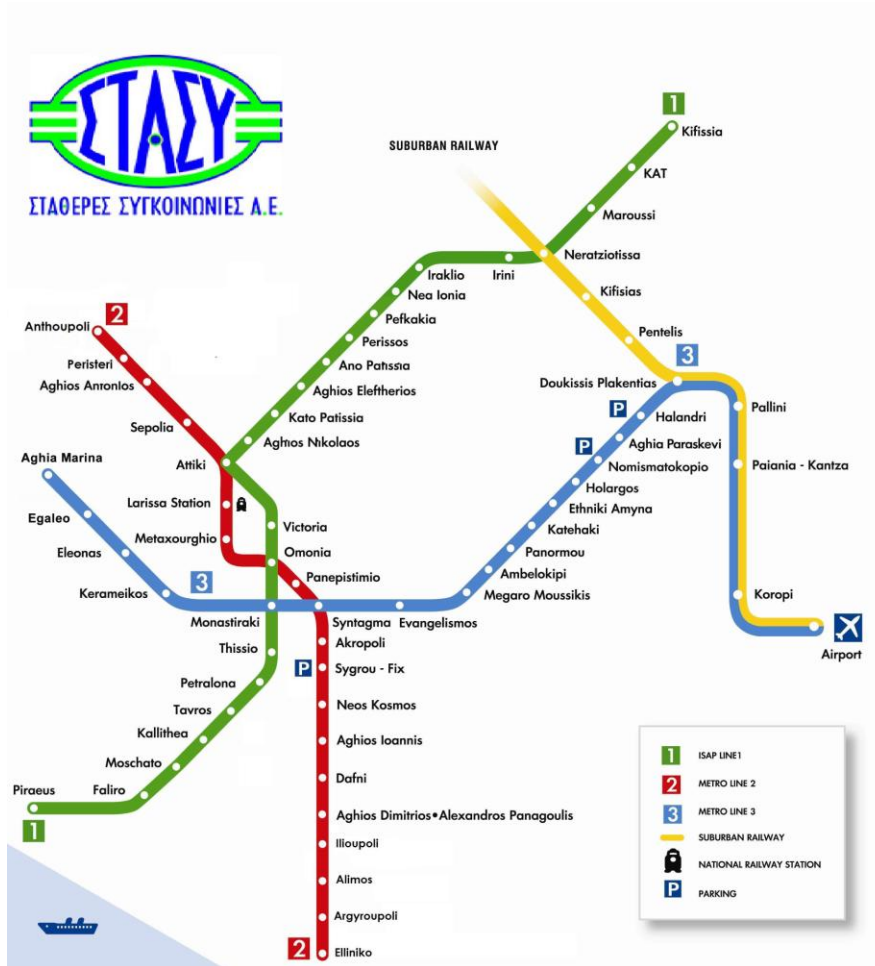 ΣΤΑΣΥ
ΣΤΑΘΕΡΕΣ ΣΥΓΚΟΙΝΩΝΙΕΣ Α.Ε.
SUBURBAN RAILWAY
1
Kifissia
KAT
Maroussi
Neratziotissa
Irini
Iraklio
Nea Ionia
Kifisias
Pefkakia
Pentelis
Perissos
Ano Patissia
Aghios Eleftherios
Kato Patissia
Aghios Nikolaos
2
Anthoupoli
Peristeri
Aghios Antonios
Sepolia
Attiki
3
Doukissis Plakentias
P
Halandri
Pallini
Aghia Paraskevi
P
Nomismatokopio
Paiania - Kantza
Holargos
Ethniki Amyna
Katehaki
Panormou
Ambelokipi
Megaro Moussikis
Koropi
Airport
Aghia Marina
Egaleo
Eleonas
Kerameikos
3
Larissa Station
Metaxourghio
Victoria
Omonia
Panepistimio
Monastiraki
Syntagma
Evangelismos
Thissio
Akropoli
P
Sygrou - Fix
Petralona
Tavros
Neos Kosmos
Kallithea
Aghios Ioannis
Moschato
Dafni
Piraeus
Faliro
1
Aghios Dimitrios•Alexandros Panagoulis
Ilioupoli
Alimos
Argyroupoli
2
Elliniko
1 ISAP LINE1
2 METRO LINE 2
3 METRO LINE 3
SUBURBAN RAILWAY
NATIONAL RAILWAY STATION
P PARKING